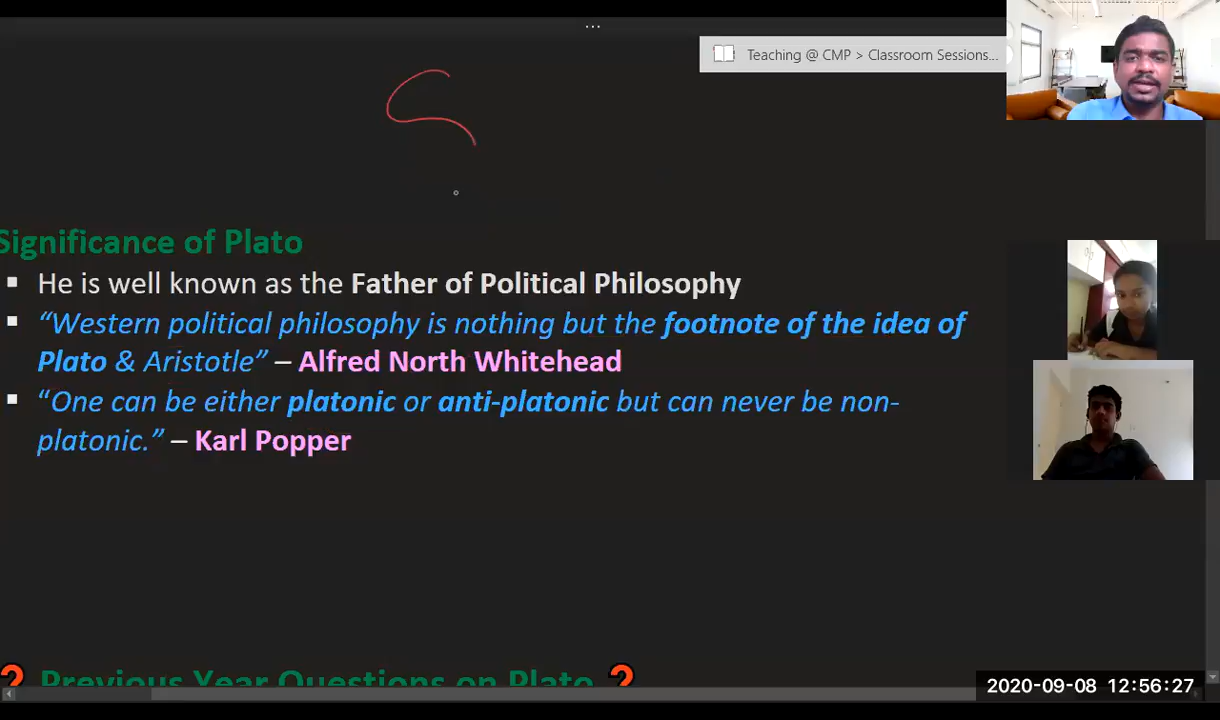 ...
Teaching @ CMP > Classroom Sessions...
Significance of Plato
▪ He is well known as the Father of Political Philosophy
▪ “Western political philosophy is nothing but the footnote of the idea of
Plato & Aristotle” – Alfred North Whitehead
▪ “One can be either platonic or anti-platonic but can never be non-
platonic.” – Karl Popper
❓ Previous Year Questions on Plato ❓
2020-09-08 12:56:27